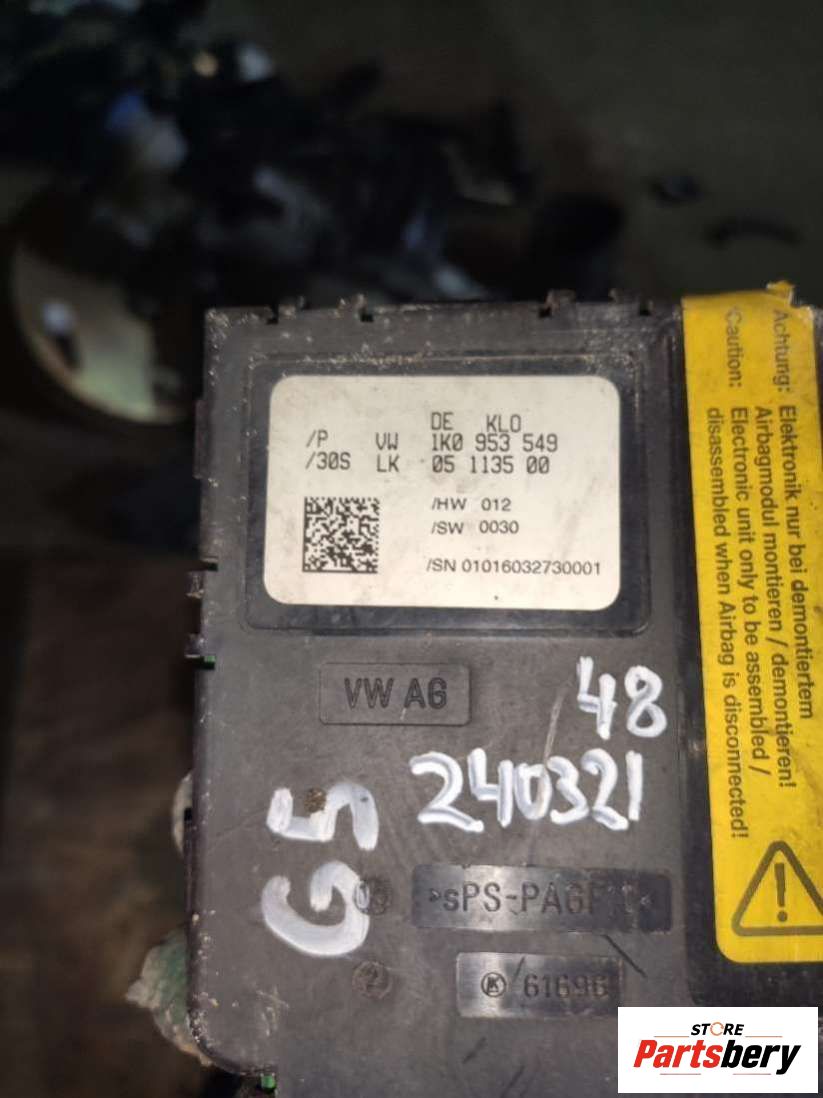 DE KLO
/P VW 1K0 953 549
/30S LK 05 1135 00
/HW 012
/SW 0030
/SN 01016032730001
VW AG
48
240321
G5
>sPS-PA6
61696
Achtung: Elektronik nur bei demontiertem
Airbagmodul montieren / demontieren!
Caution: Electronic unit only to be assembled /
disassembled when Airbag is disconnected!
STORE
Partsbery